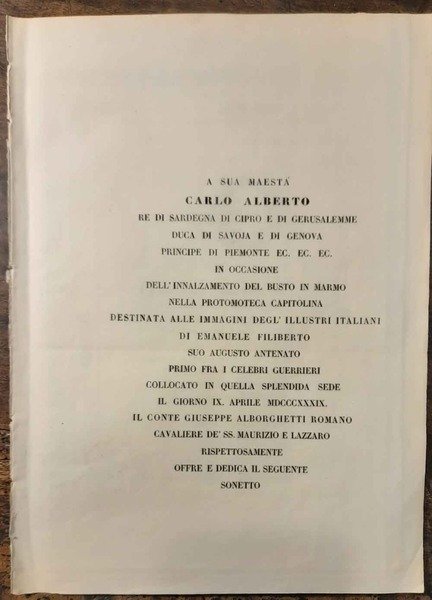 A SUA MAESTÀ
CARLO ALBERTO
RE DI SARDEGNA DI CIPRO E DI GERUSALEMME
DUCA DI SAVOJA E DI GENOVA
PRINCIPE DI PIEMONTE EC. EC. EC.
IN OCCASIONE
DELL'INNALZAMENTO DEL BUSTO IN MARMO
NELLA PROTOMOTECA CAPITOLINA
DESTINATA ALLE IMMAGINI DEGL'ILLUSTRI ITALIANI
DI EMANUELE FILIBERTO
SUO AUGUSTO ANTENATO
PRIMO FRA I CELEBRI GUERRIERI
COLLOCATO IN QUELLA SPLENDIDA SEDE
IL GIORNO IX. APRILE MDCCCXXXIX.
IL CONTE GIUSEPPE ALBORGHETTI ROMANO
CAVALIERE DE' SS. MAURIZIO E LAZZARO
RISPETTOSAMENTE
OFFRE E DEDICA IL SEGUENTE
SONETTO